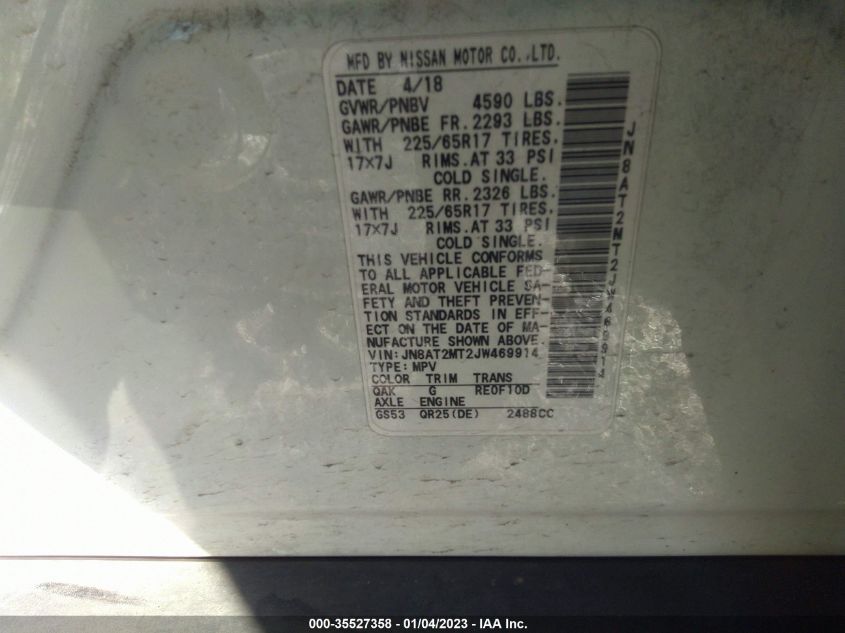 MFD BY NISSAN MOTOR CO.,LTD.
DATE 4/18
GVWR/PNBV 4590 LBS.
GAWR/PNBE FR. 2293 LBS.
WITH 225/65R17 TIRES.
17X7J RIMS. AT 33 PSI
COLD SINGLE.
GAWR/PNBE RR. 2326 LBS.
WITH 225/65R17 TIRES.
17X7J RIMS. AT 33 PSI
COLD SINGLE.
THIS VEHICLE CONFORMS
TO ALL APPLICABLE FED-
ERAL MOTOR VEHICLE SA-
FETY AND THEFT PREVEN-
TION STANDARDS IN EFF-
ECT ON THE DATE OF MA-
NUFACTURE SHOWN ABOVE.
VIN:JN8AT2MT2JW469914
TYPE:MPV
COLOR TRIM TRANS
QAK G RE0F10D
AXLE ENGINE
GS53 QR25(DE) 2488CC
JN8AT2MT2JW469914
000-35527358 - 01/04/2023 - IAA Inc.